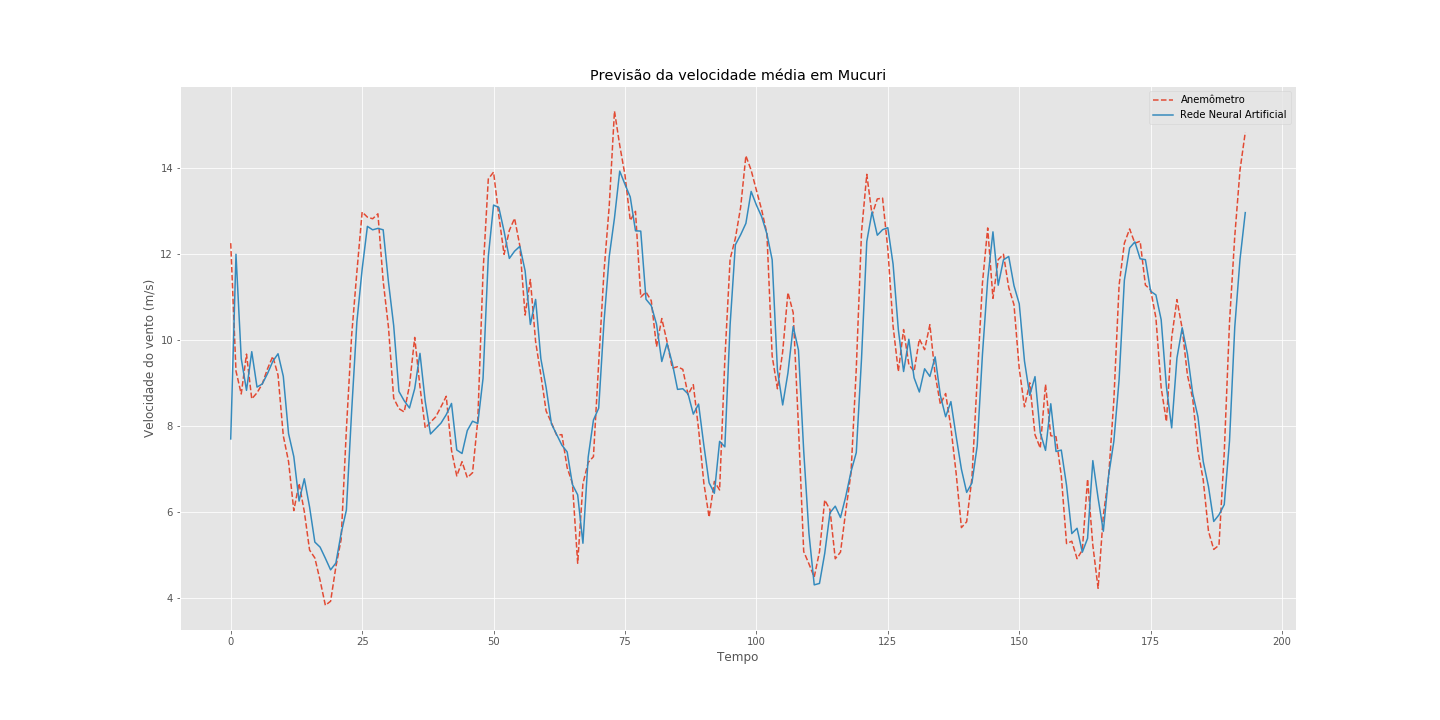 Previsão da velocidade média em Mucuri
Anemômetro
Rede Neural Artificial
Velocidade do vento (m/s)
14
12
10
8
6
4
0 25 50 75 100 125 150 175 200
Tempo